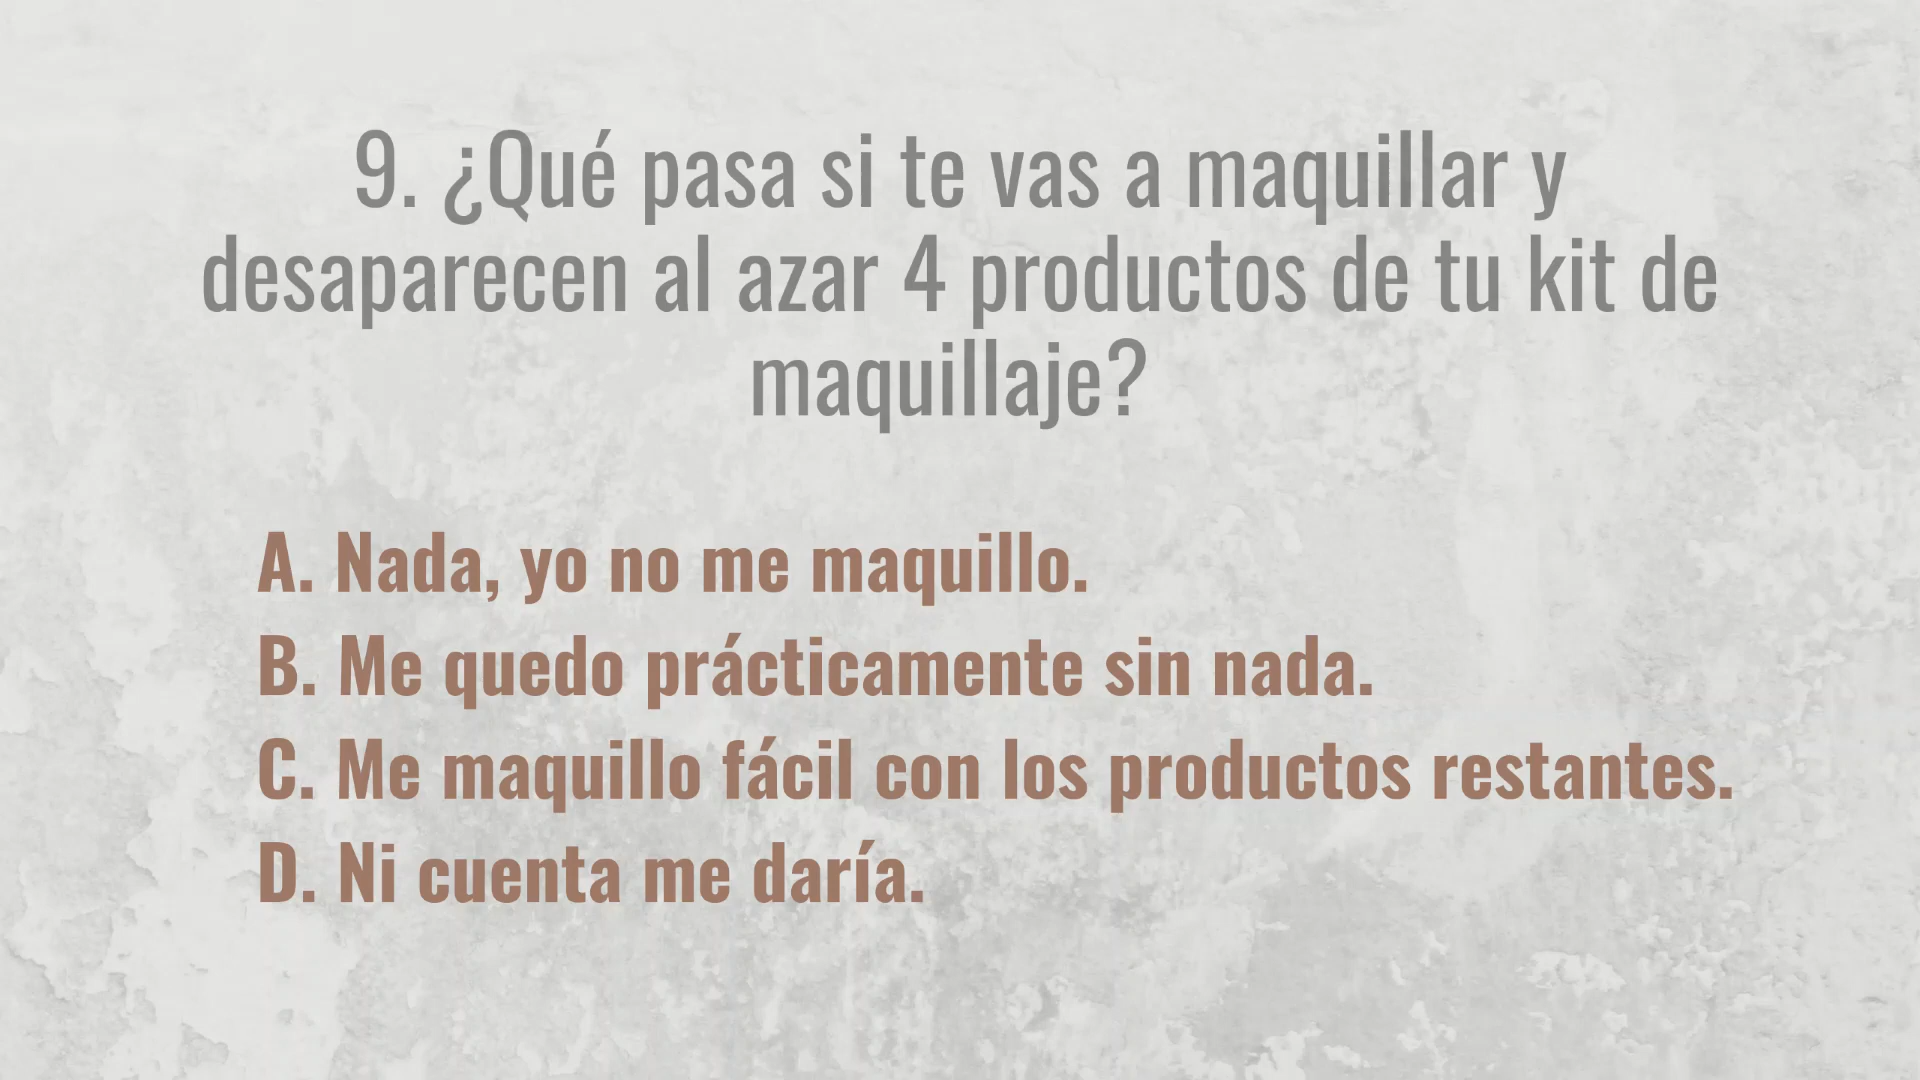 9. ¿Qué pasa si te vas a maquillar y
desaparecen al azar 4 productos de tu kit de
maquillaje?
A. Nada, yo no me maquillo.
B. Me quedo prácticamente sin nada.
C. Me maquillo fácil con los productos restantes.
D. Ni cuenta me daría.